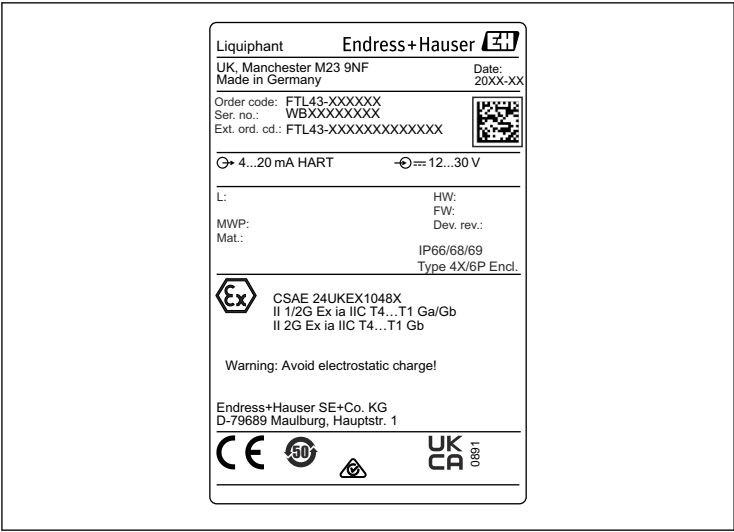 Liquiphant Endress+Hauser EH
UK, Manchester M23 9NF
Made in Germany
Date:
20XX-XX
Order code: FTL43-XXXXXX
Ser. no.: WBXXXXXXXX
Ext. ord. cd.: FTL43-XXXXXXXXXXXXX
4...20 mA HART 12...30 V
L:
MWP:
Mat.:
HW:
FW:
Dev. rev.:
IP66/68/69
Type 4X/6P Encl.
Ex
CSAE 24UKEX1048X
II 1/2G Ex ia IIC T4…T1 Ga/Gb
II 2G Ex ia IIC T4…T1 Gb
Warning: Avoid electrostatic charge!
Endress+Hauser SE+Co. KG
D-79689 Maulburg, Hauptstr. 1
CE 50 UK
CA 0891